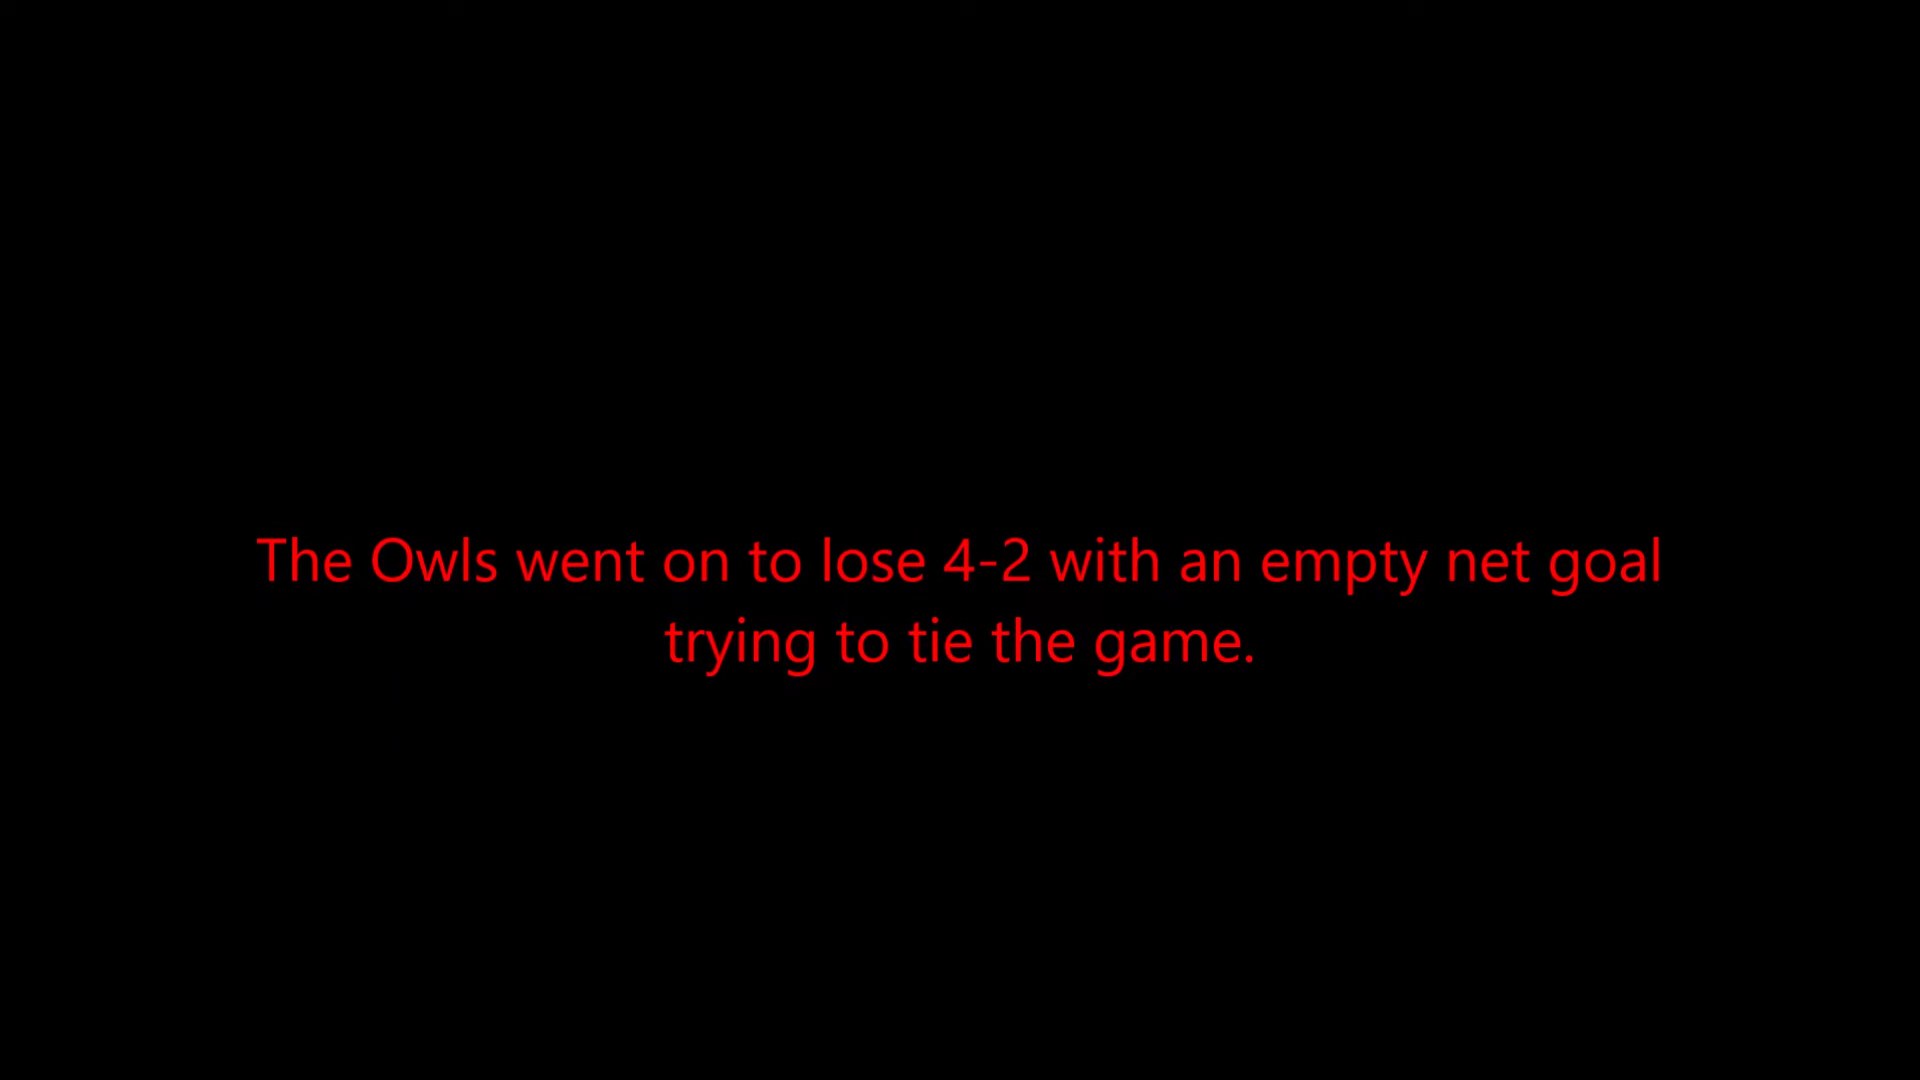 The Owls went on to lose 4-2 with an empty net goal
trying to tie the game.